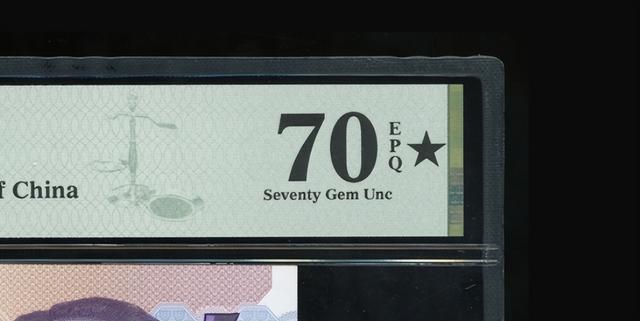 f China
70 EPQ ★
Seventy Gem Unc